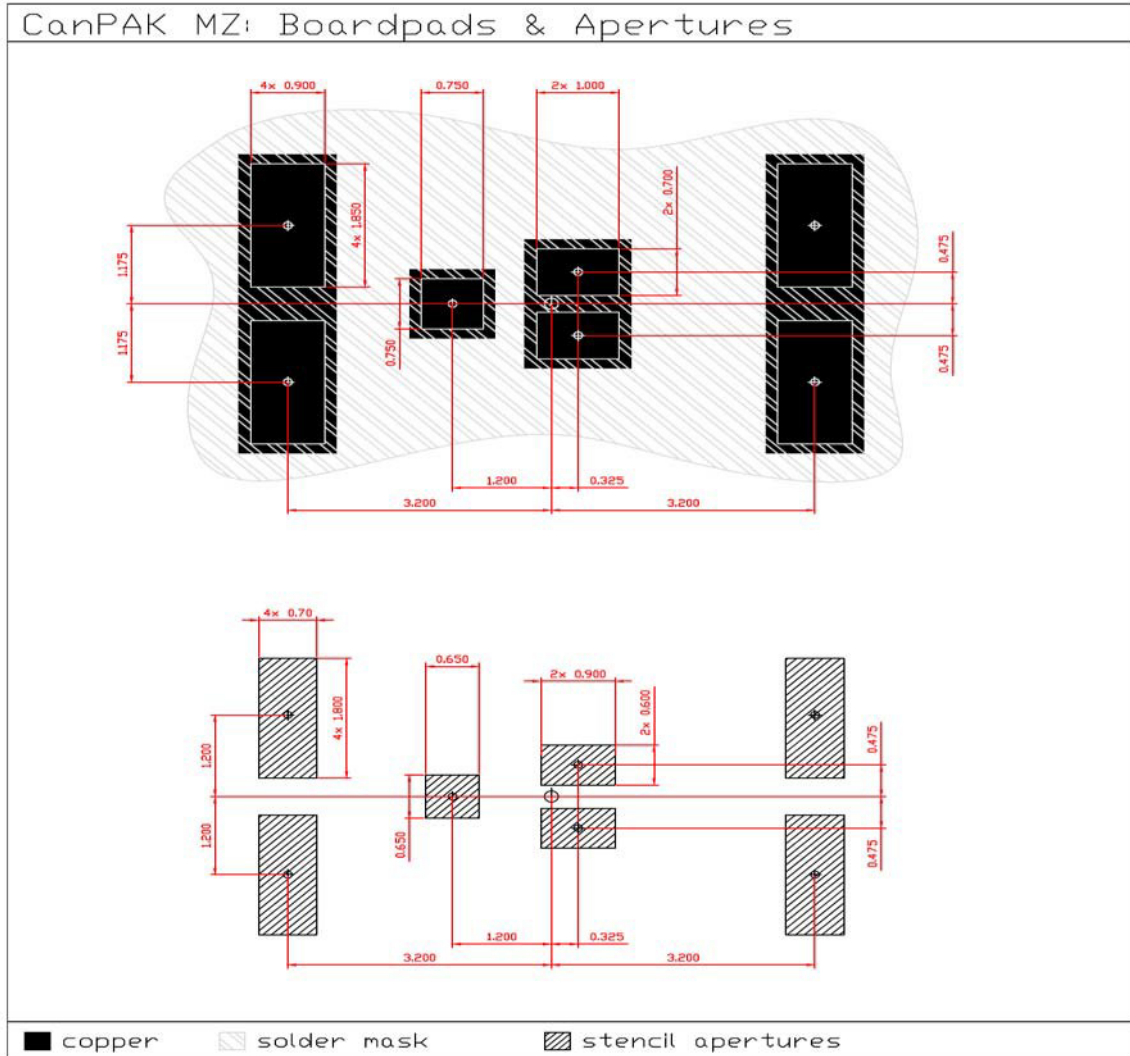 CanPAK MZ: Boardpads & Apertures
4x 0.900
0.750
2x 1.000
4x 1.850
2x 0.700
1.175
0.475
1.175
0.750
0.475
1.200
0.325
3.200
3.200
4x 0.70
0.650
2x 0.900
4x 1.800
2x 0.600
1.200
0.475
1.200
0.650
0.475
1.200
0.325
3.200
3.200
copper
solder mask
stencil apertures